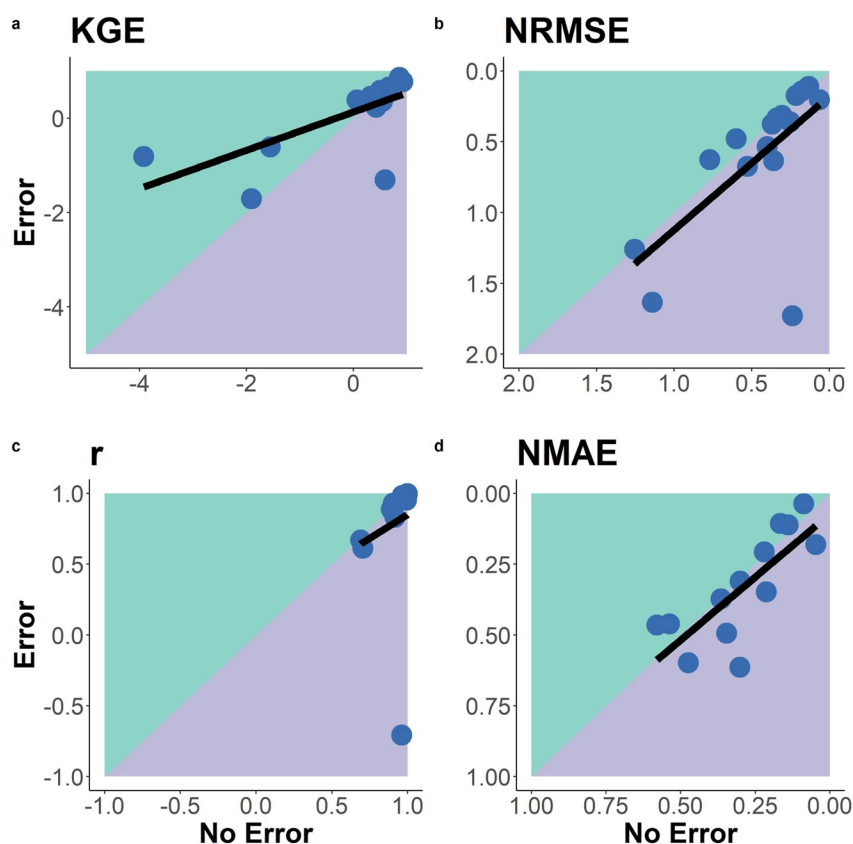 a KGE
0
-2
-4
Error
-4 -2 0
b NRMSE
0.0
0.5
1.0
1.5
2.0
2.0 1.5 1.0 0.5 0.0
c r
1.0
0.5
0.0
-0.5
-1.0
Error
-1.0 -0.5 0.0 0.5 1.0
No Error
d NMAE
0.00
0.25
0.50
0.75
1.00
1.00 0.75 0.50 0.25 0.00
No Error